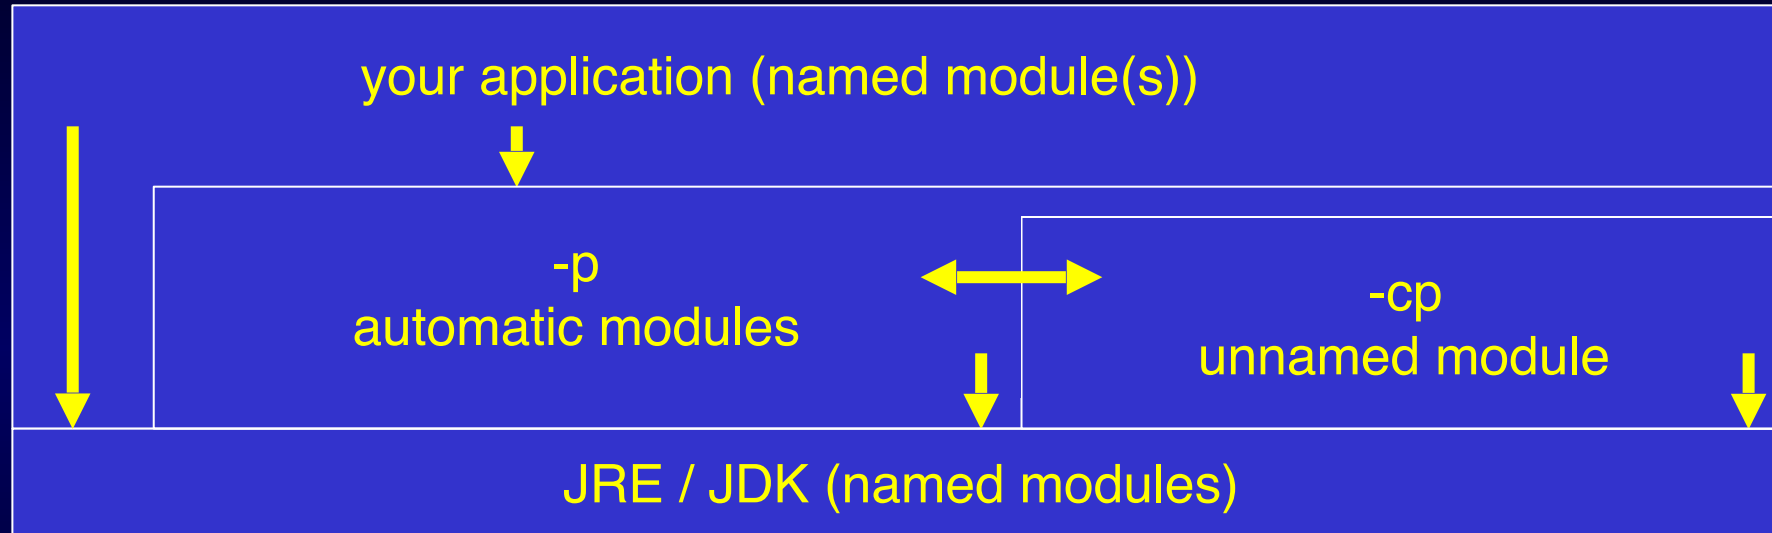 your application (named module(s))
-p
automatic modules
-cp
unnamed module
JRE / JDK (named modules)